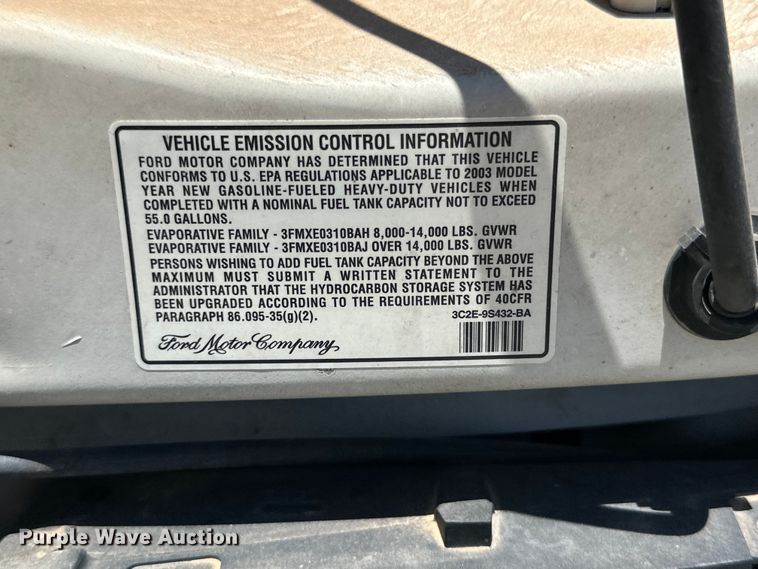 VEHICLE EMISSION CONTROL INFORMATION
FORD MOTOR COMPANY HAS DETERMINED THAT THIS VEHICLE
CONFORMS TO U.S. EPA REGULATIONS APPLICABLE TO 2003 MODEL
YEAR NEW GASOLINE-FUELED HEAVY-DUTY VEHICLES WHEN
COMPLETED WITH A NOMINAL FUEL TANK CAPACITY NOT TO EXCEED
55.0 GALLONS.
EVAPORATIVE FAMILY - 3FMXE0310BAH 8,000-14,000 LBS. GVWR
EVAPORATIVE FAMILY - 3FMXE0310BAJ OVER 14,000 LBS. GVWR
PERSONS WISHING TO ADD FUEL TANK CAPACITY BEYOND THE ABOVE
MAXIMUM MUST SUBMIT A WRITTEN STATEMENT TO THE
ADMINISTRATOR THAT THE HYDROCARBON STORAGE SYSTEM HAS
BEEN UPGRADED ACCORDING TO THE REQUIREMENTS OF 40CFR
PARAGRAPH 86.095-35(g)(2).
3C2E-9S432-BA
Ford Motor Company
Purple Wave Auction